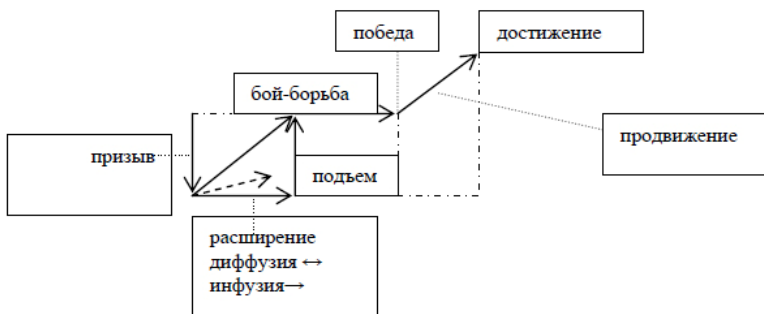 победа
достижение
бой-борьба
призыв
продвижение
подъем
расширение
диффузия ↔
инфузия→